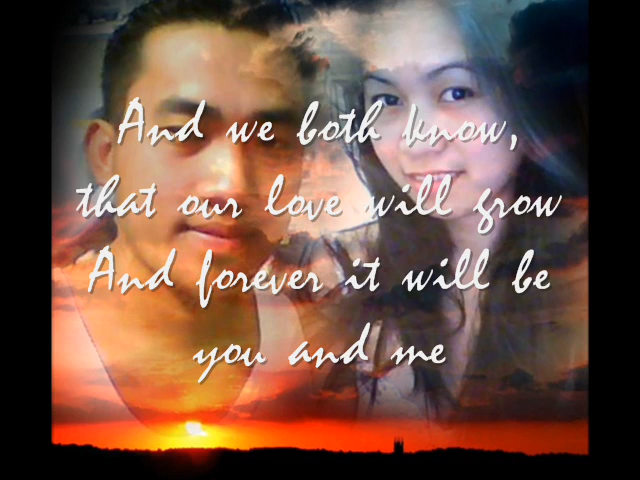 And we both know,
that our love will grow
And forever it will be
you and me